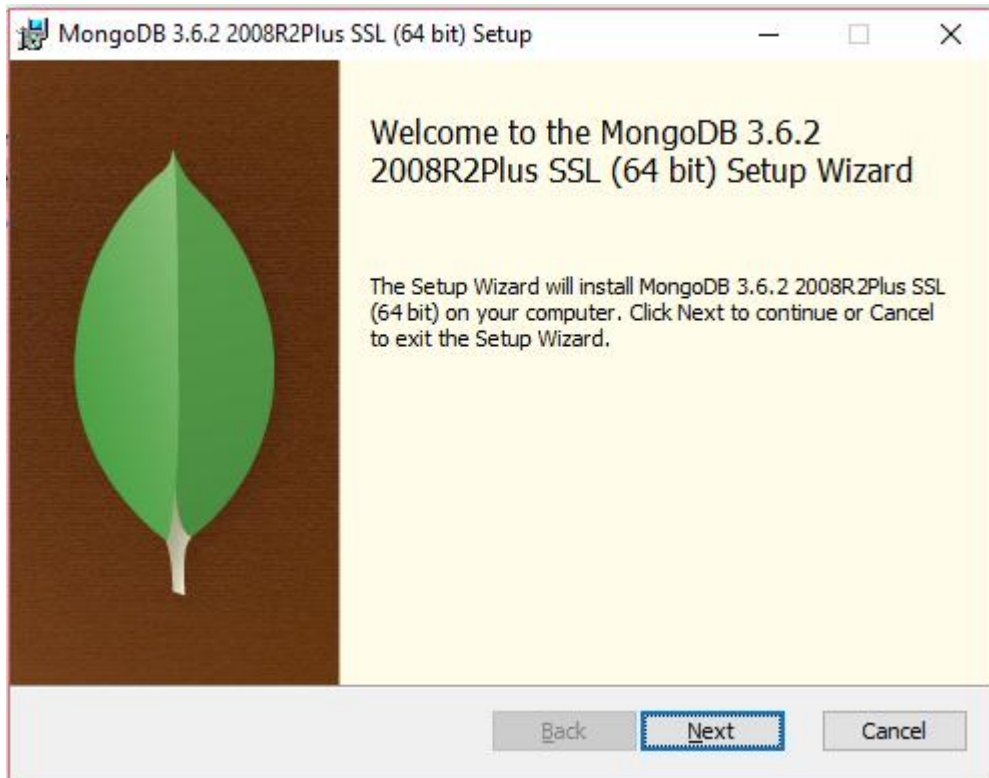 MongoDB 3.6.2 2008R2Plus SSL (64 bit) Setup
Welcome to the MongoDB 3.6.2
2008R2Plus SSL (64 bit) Setup Wizard
The Setup Wizard will install MongoDB 3.6.2 2008R2Plus SSL
(64 bit) on your computer. Click Next to continue or Cancel
to exit the Setup Wizard.
Back Next Cancel